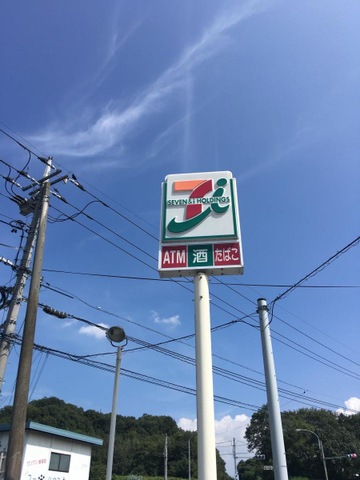 SEVEN & I HOLDINGS
ATM 酒 たばこ